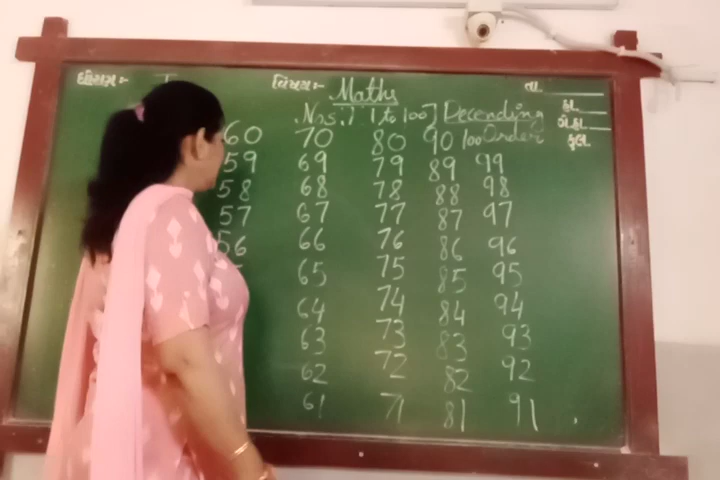 ધોરણ:- I વિષય:- Maths તા.
Nos. [ 1 to 100 ] Decending Order હા.
ગે.હા.
કુલ
60 70 80 90 100
59 69 79 89 99
58 68 78 88 98
57 67 77 87 97
56 66 76 86 96
65 75 85 95
64 74 84 94
63 73 83 93
62 72 82 92
61 71 81 91